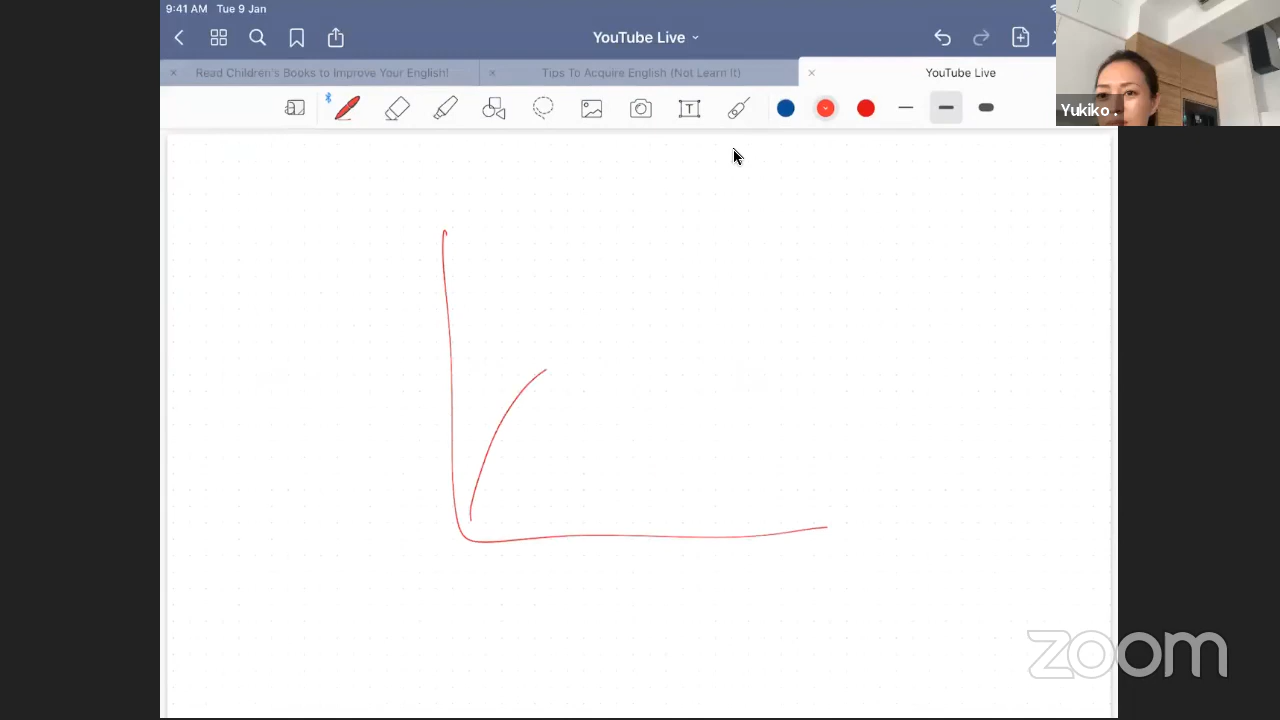 9:41 AM Tue 9 Jan
YouTube Live
Read Children's Books to Improve Your English!
Tips To Acquire English (Not Learn It)
YouTube Live
Yukiko .
zoom